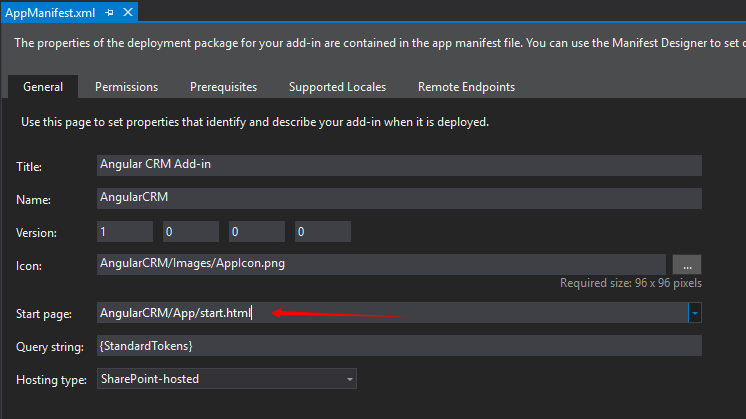 AppManifest.xml
The properties of the deployment package for your add-in are contained in the app manifest file. You can use the Manifest Designer to set
General Permissions Prerequisites Supported Locales Remote Endpoints
Use this page to set properties that identify and describe your add-in when it is deployed.
Title: Angular CRM Add-in
Name: AngularCRM
Version: 1 0 0 0
Icon: AngularCRM/Images/AppIcon.png ...
Required size: 96 x 96 pixels
Start page: AngularCRM/App/start.html
Query string: {StandardTokens}
Hosting type: SharePoint-hosted